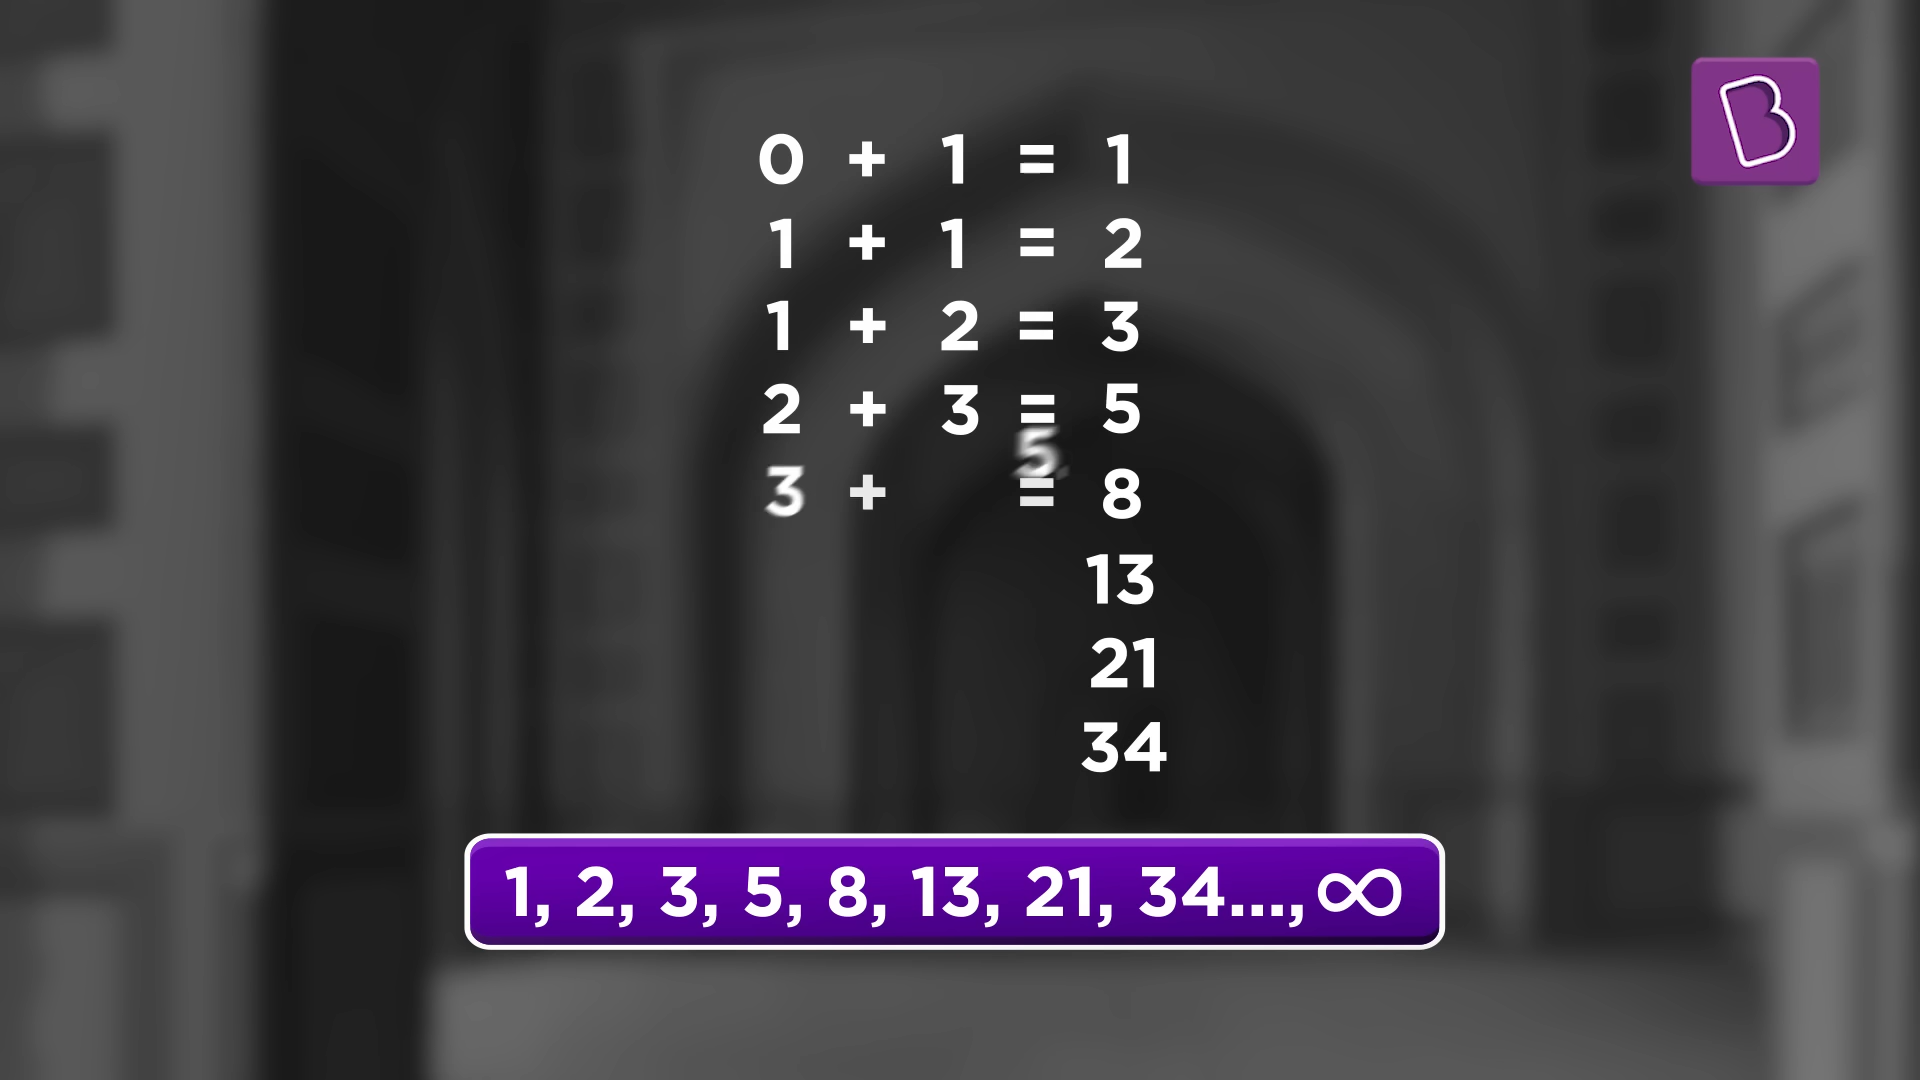 0 + 1 = 1
1 + 1 = 2
1 + 2 = 3
2 + 3 = 5
5
3 + = 8
13
21
34
1, 2, 3, 5, 8, 13, 21, 34...,∞
B